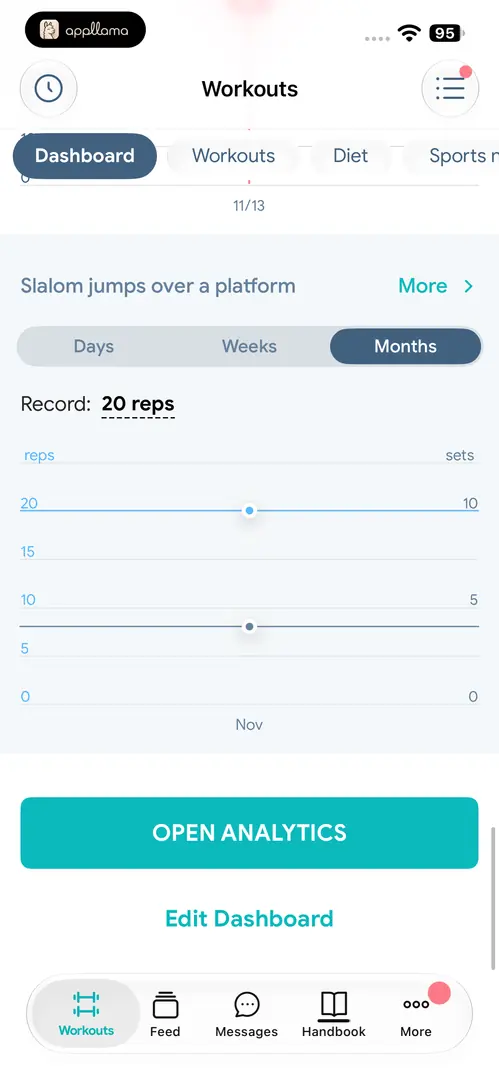 appllama
95
Workouts
Dashboard
Workouts
Diet
Sports n
0
11/13
Slalom jumps over a platform
More
Days
Weeks
Months
Record: 20 reps
reps
sets
20
10
15
10
5
5
0
0
Nov
OPEN ANALYTICS
Edit Dashboard
Workouts
Feed
Messages
Handbook
More